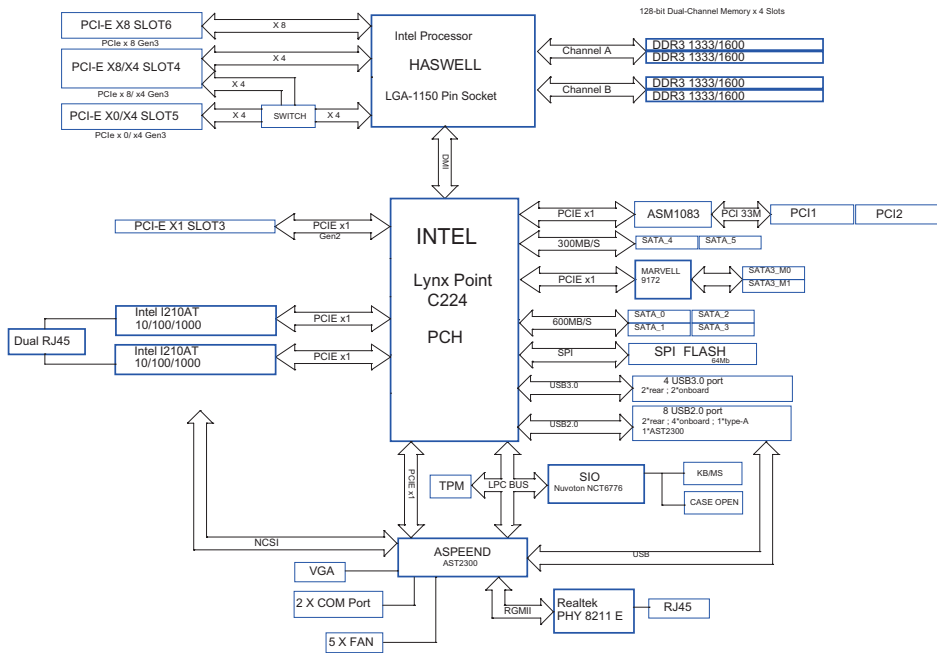 128-bit Dual-Channel Memory x 4 Slots
PCI-E X8 SLOT6
PCIe x 8 Gen3
X 8
PCI-E X8/X4 SLOT4
PCIe x 8/ x4 Gen3
X 4
X 4
PCI-E X0/X4 SLOT5
PCIe x 0/ x4 Gen3
X 4
SWITCH
X 4
Intel Processor
HASWELL
LGA-1150 Pin Socket
Channel A
DDR3 1333/1600
DDR3 1333/1600
Channel B
DDR3 1333/1600
DDR3 1333/1600
DMI
PCI-E X1 SLOT3
PCIE x1
Gen2
INTEL
Lynx Point
C224
PCH
PCIE x1
ASM1083
PCI 33M
PCI1
PCI2
300MB/S
SATA_4
SATA_5
PCIE x1
MARVELL
9172
SATA3_M0
SATA3_M1
Dual RJ45
Intel I210AT
10/100/1000
PCIE x1
Intel I210AT
10/100/1000
PCIE x1
600MB/S
SATA_0
SATA_2
SATA_1
SATA_3
SPI
SPI FLASH
64Mb
USB3.0
4 USB3.0 port
2*rear ; 2*onboard
USB2.0
8 USB2.0 port
2*rear ; 4*onboard ; 1*type-A
1*AST2300
PCIE x1
TPM
LPC BUS
SIO
Nuvoton NCT6776
KB/MS
CASE OPEN
NCSI
ASPEEND
AST2300
USB
VGA
2 X COM Port
5 X FAN
RGMII
Realtek
PHY 8211 E
RJ45